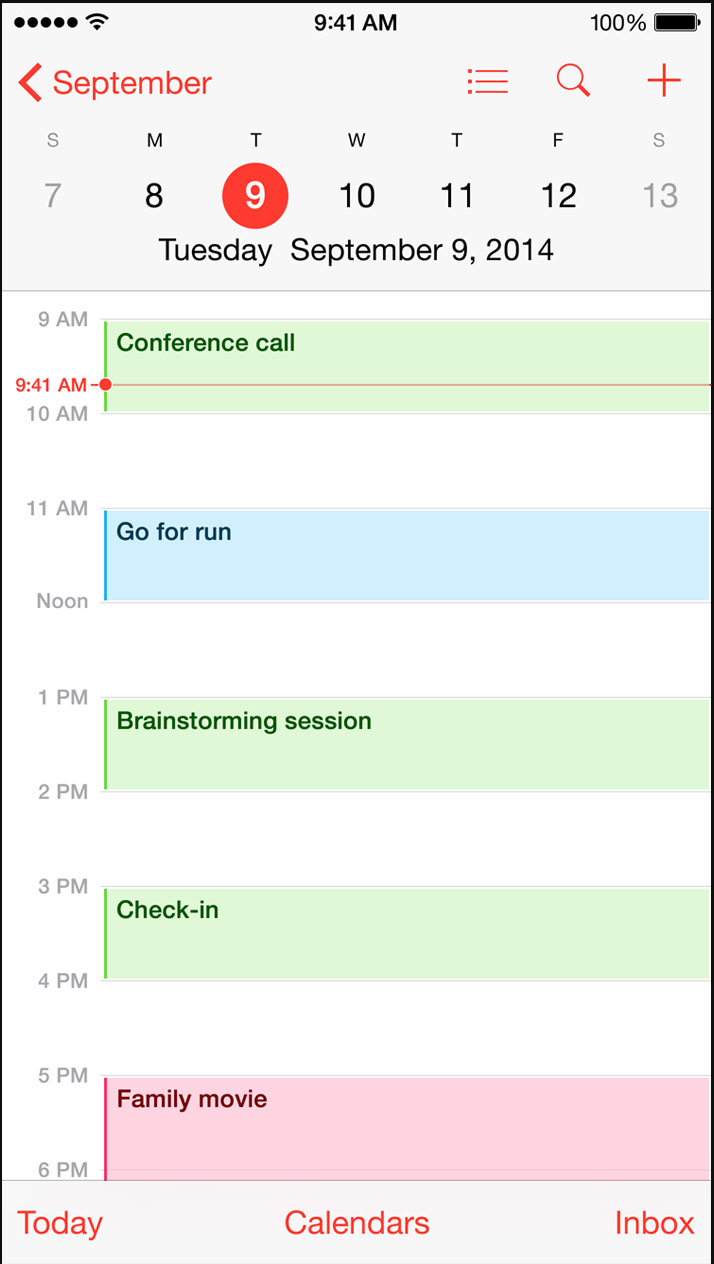 9:41 AM 100%
September
S M T W T F S
7 8 9 10 11 12 13
Tuesday September 9, 2014
9 AM
Conference call
9:41 AM
10 AM
11 AM
Go for run
Noon
1 PM
Brainstorming session
2 PM
3 PM
Check-in
4 PM
5 PM
Family movie
6 PM
Today Calendars Inbox